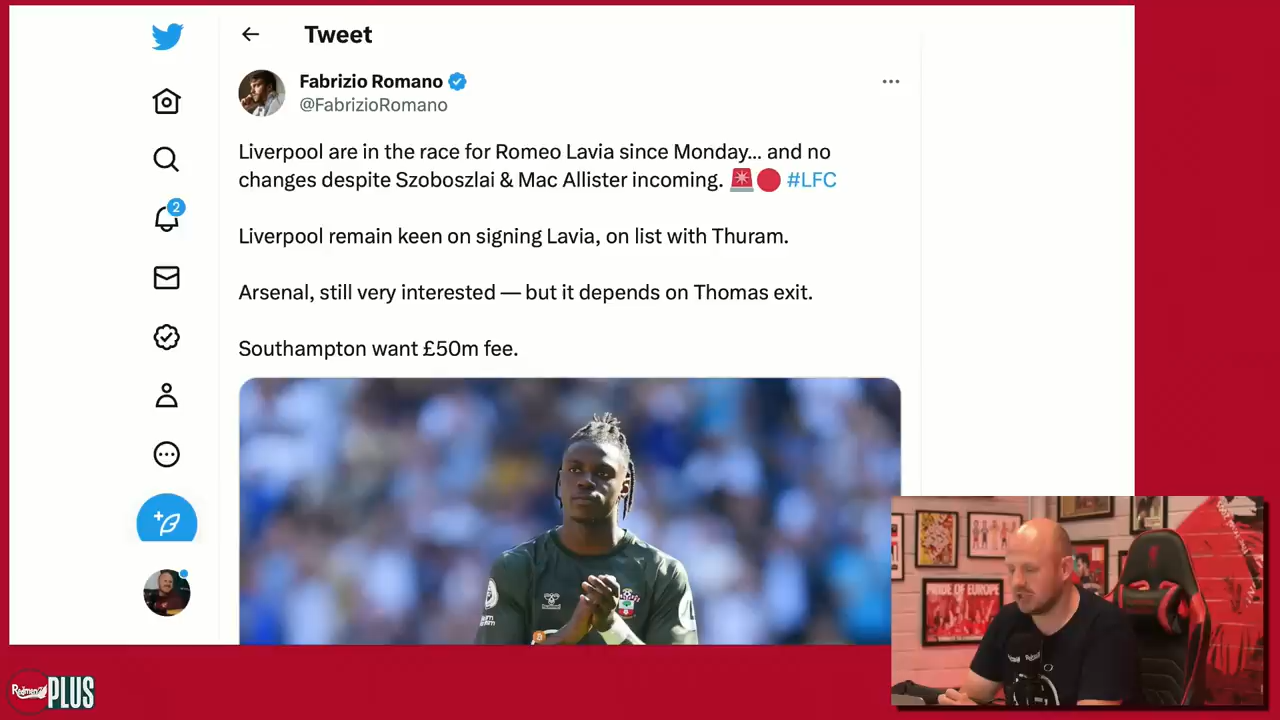 Tweet
Fabrizio Romano
@FabrizioRomano
Liverpool are in the race for Romeo Lavia since Monday... and no
changes despite Szoboszlai & Mac Allister incoming. 🚨🔴 #LFC
Liverpool remain keen on signing Lavia, on list with Thuram.
Arsenal, still very interested — but it depends on Thomas exit.
Southampton want £50m fee.
2
PRIDE OF EUROPE
Redmen
PLUS